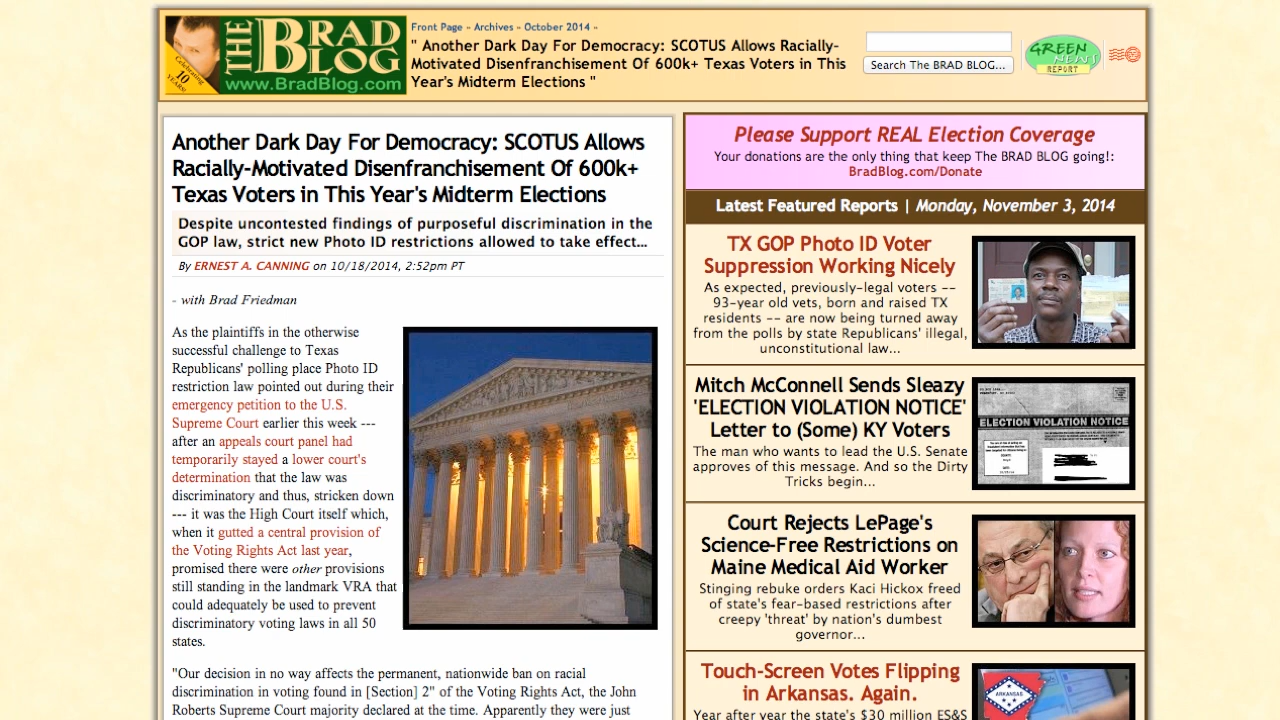 THE BRAD BLOG
Celebrating 10 YEARS!
www.BradBlog.com
Front Page » Archives » October 2014 »
" Another Dark Day For Democracy: SCOTUS Allows Racially-
Motivated Disenfranchisement Of 600k+ Texas Voters in This
Year's Midterm Elections "
Search The BRAD BLOG...
GREEN
NEWS
REPORT
Another Dark Day For Democracy: SCOTUS Allows
Racially-Motivated Disenfranchisement Of 600k+
Texas Voters in This Year's Midterm Elections
Despite uncontested findings of purposeful discrimination in the
GOP law, strict new Photo ID restrictions allowed to take effect...
By ERNEST A. CANNING on 10/18/2014, 2:52pm PT
- with Brad Friedman
As the plaintiffs in the otherwise
successful challenge to Texas
Republicans' polling place Photo ID
restriction law pointed out during their
emergency petition to the U.S.
Supreme Court earlier this week ---
after an appeals court panel had
temporarily stayed a lower court's
determination that the law was
discriminatory and thus, stricken down
--- it was the High Court itself which,
when it gutted a central provision of
the Voting Rights Act last year,
promised there were other provisions
still standing in the landmark VRA that
could adequately be used to prevent
discriminatory voting laws in all 50
states.
"Our decision in no way affects the permanent, nationwide ban on racial
discrimination in voting found in [Section] 2" of the Voting Rights Act, the John
Roberts Supreme Court majority declared at the time. Apparently they were just
Please Support REAL Election Coverage
Your donations are the only thing that keep The BRAD BLOG going!:
BradBlog.com/Donate
Latest Featured Reports | Monday, November 3, 2014
TX GOP Photo ID Voter
Suppression Working Nicely
As expected, previously-legal voters --
93-year old vets, born and raised TX
residents -- are now being turned away
from the polls by state Republicans' illegal,
unconstitutional law...
Mitch McConnell Sends Sleazy
'ELECTION VIOLATION NOTICE'
Letter to (Some) KY Voters
The man who wants to lead the U.S. Senate
approves of this message. And so the Dirty
Tricks begin...
ELECTION VIOLATION NOTICE
Court Rejects LePage's
Science-Free Restrictions on
Maine Medical Aid Worker
Stinging rebuke orders Kaci Hickox freed
of state's fear-based restrictions after
creepy 'threat' by nation's dumbest
governor...
Touch-Screen Votes Flipping
in Arkansas. Again.
Year after year the state's $30 million ES&S
ARKANSAS